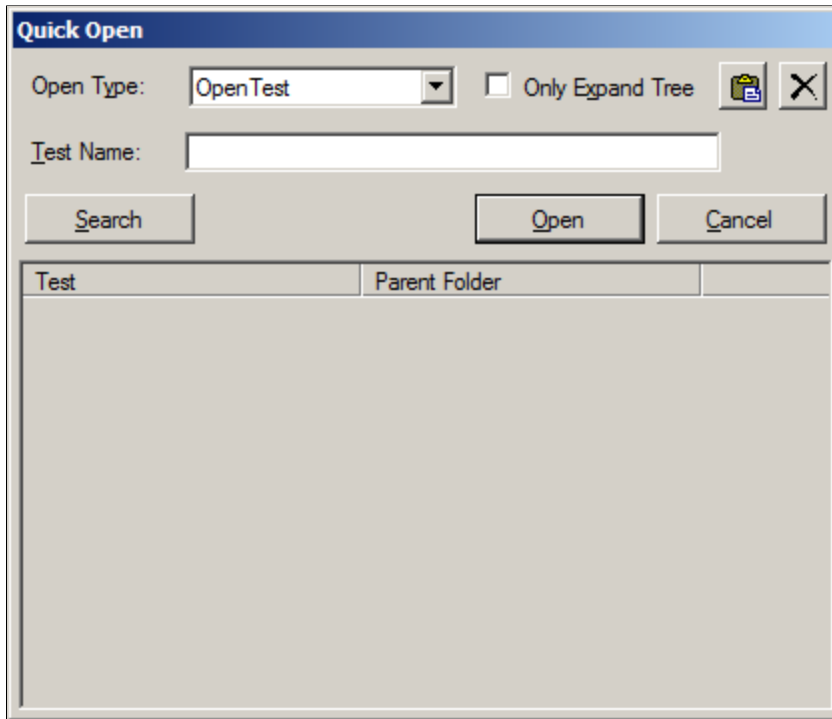 Quick Open
Open Type: OpenTest Only Expand Tree
Test Name:
Search Open Cancel
Test Parent Folder